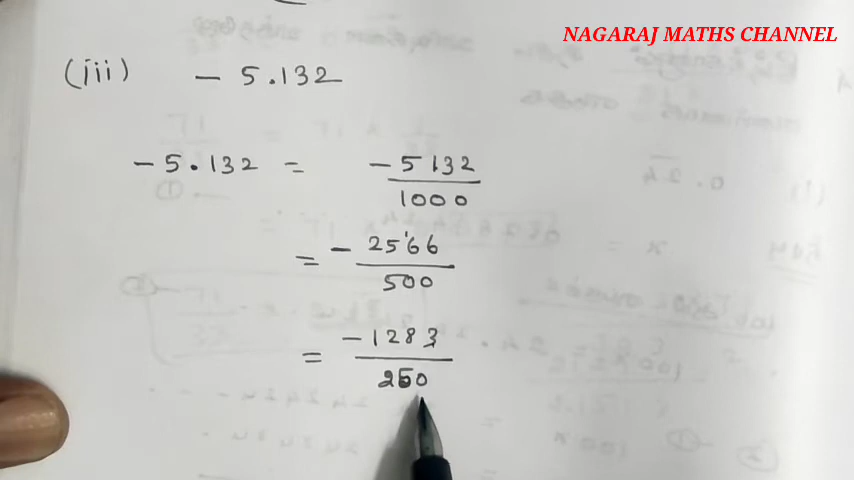 NAGARAJ MATHS CHANNEL
(iii) - 5.132
-5.132 = -5132/1000
= -2566/500
= -1283/250